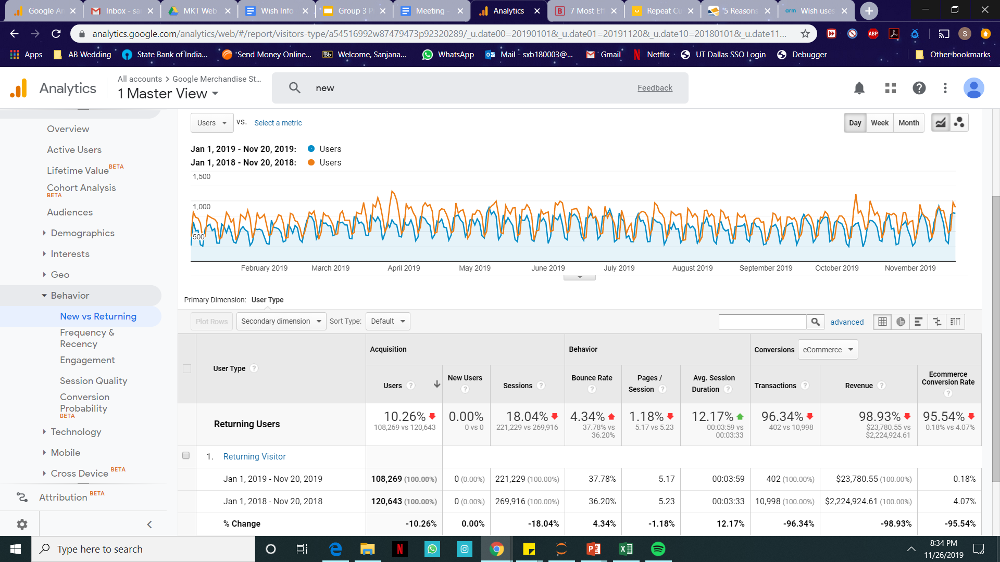 Google An
Inbox - sa
MKT Web
Wish Info
Group 3 P
Meeting -
Analytics
7 Most Eff
Repeat Cu
"5 Reasons
arm Wish uses
analytics.google.com/analytics/web/#/report/visitors-type/a54516992w87479473p92320289/_u.date00=20190101&_u.date01=20191120&_u.date10=20180101&_u.date11...
ABP
S
Apps
AB Wedding
State Bank of India...
Send Money Online...
Bb Welcome, Sanjana...
WhatsApp
Mail - sxb180003@...
Gmail
Netflix
UT Dallas SSO Login
Debugger
Other bookmarks
Analytics
All accounts > Google Merchandise St...
1 Master View
new
Feedback
Overview
Active Users
Lifetime Value BETA
Cohort Analysis
BETA
Audiences
Demographics
Interests
Geo
Behavior
New vs Returning
Frequency &
Recency
Engagement
Session Quality
Conversion
Probability
BETA
Technology
Mobile
Cross Device BETA
Attribution BETA
Users
VS.
Select a metric
Day
Week
Month
Jan 1, 2019 - Nov 20, 2019: Users
Jan 1, 2018 - Nov 20, 2018: Users
1,500
1,000
500
February 2019
March 2019
April 2019
May 2019
June 2019
July 2019
August 2019
September 2019
October 2019
November 2019
Primary Dimension: User Type
Plot Rows
Secondary dimension
Sort Type:
Default
advanced
User Type ?
Acquisition
Behavior
Conversions eCommerce
Users ?
New Users ?
Sessions ?
Bounce Rate ?
Pages / Session ?
Avg. Session Duration ?
Transactions ?
Revenue ?
Ecommerce Conversion Rate ?
Returning Users
10.26% 108,269 vs 120,643
0.00% 0 vs 0
18.04% 221,229 vs 269,916
4.34% 37.78% vs 36.20%
1.18% 5.17 vs 5.23
12.17% 00:03:59 vs 00:03:33
96.34% 402 vs 10,998
98.93% $23,780.55 vs $2,224,924.61
95.54% 0.18% vs 4.07%
1. Returning Visitor
Jan 1, 2019 - Nov 20, 2019 108,269 (100.00%) 0 (0.00%) 221,229 (100.00%) 37.78% 5.17 00:03:59 402 (100.00%) $23,780.55 (100.00%) 0.18%
Jan 1, 2018 - Nov 20, 2018 120,643 (100.00%) 0 (0.00%) 269,916 (100.00%) 36.20% 5.23 00:03:33 10,998 (100.00%) $2,224,924.61 (100.00%) 4.07%
% Change -10.26% 0.00% -18.04% 4.34% -1.18% 12.17% -96.34% -98.93% -95.54%
Type here to search
8:34 PM
11/26/2019